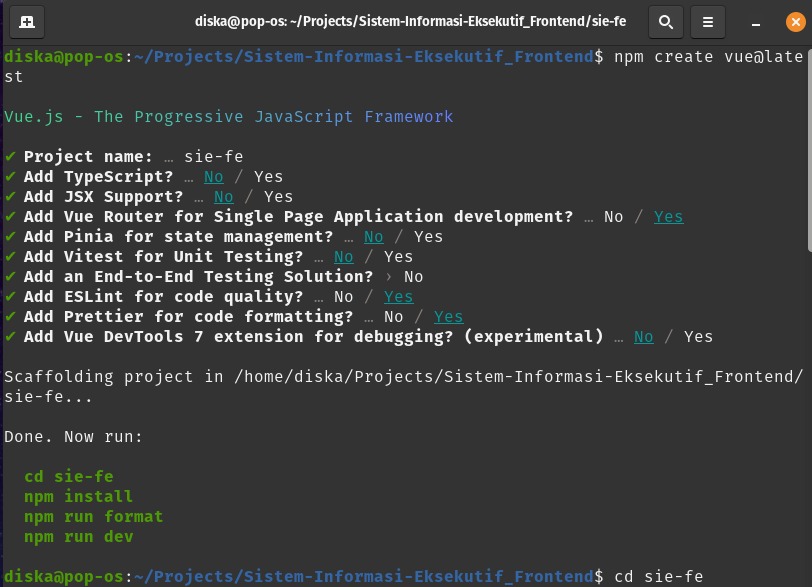 diska@pop-os: ~/Projects/Sistem-Informasi-Eksekutif_Frontend/sie-fe
diska@pop-os:~/Projects/Sistem-Informasi-Eksekutif_Frontend$ npm create vue@late
st
Vue.js - The Progressive JavaScript Framework
✔ Project name: … sie-fe
✔ Add TypeScript? … No / Yes
✔ Add JSX Support? … No / Yes
✔ Add Vue Router for Single Page Application development? … No / Yes
✔ Add Pinia for state management? … No / Yes
✔ Add Vitest for Unit Testing? … No / Yes
✔ Add an End-to-End Testing Solution? › No
✔ Add ESLint for code quality? … No / Yes
✔ Add Prettier for code formatting? … No / Yes
✔ Add Vue DevTools 7 extension for debugging? (experimental) … No / Yes
Scaffolding project in /home/diska/Projects/Sistem-Informasi-Eksekutif_Frontend/
sie-fe...
Done. Now run:
cd sie-fe
npm install
npm run format
npm run dev
diska@pop-os:~/Projects/Sistem-Informasi-Eksekutif_Frontend$ cd sie-fe